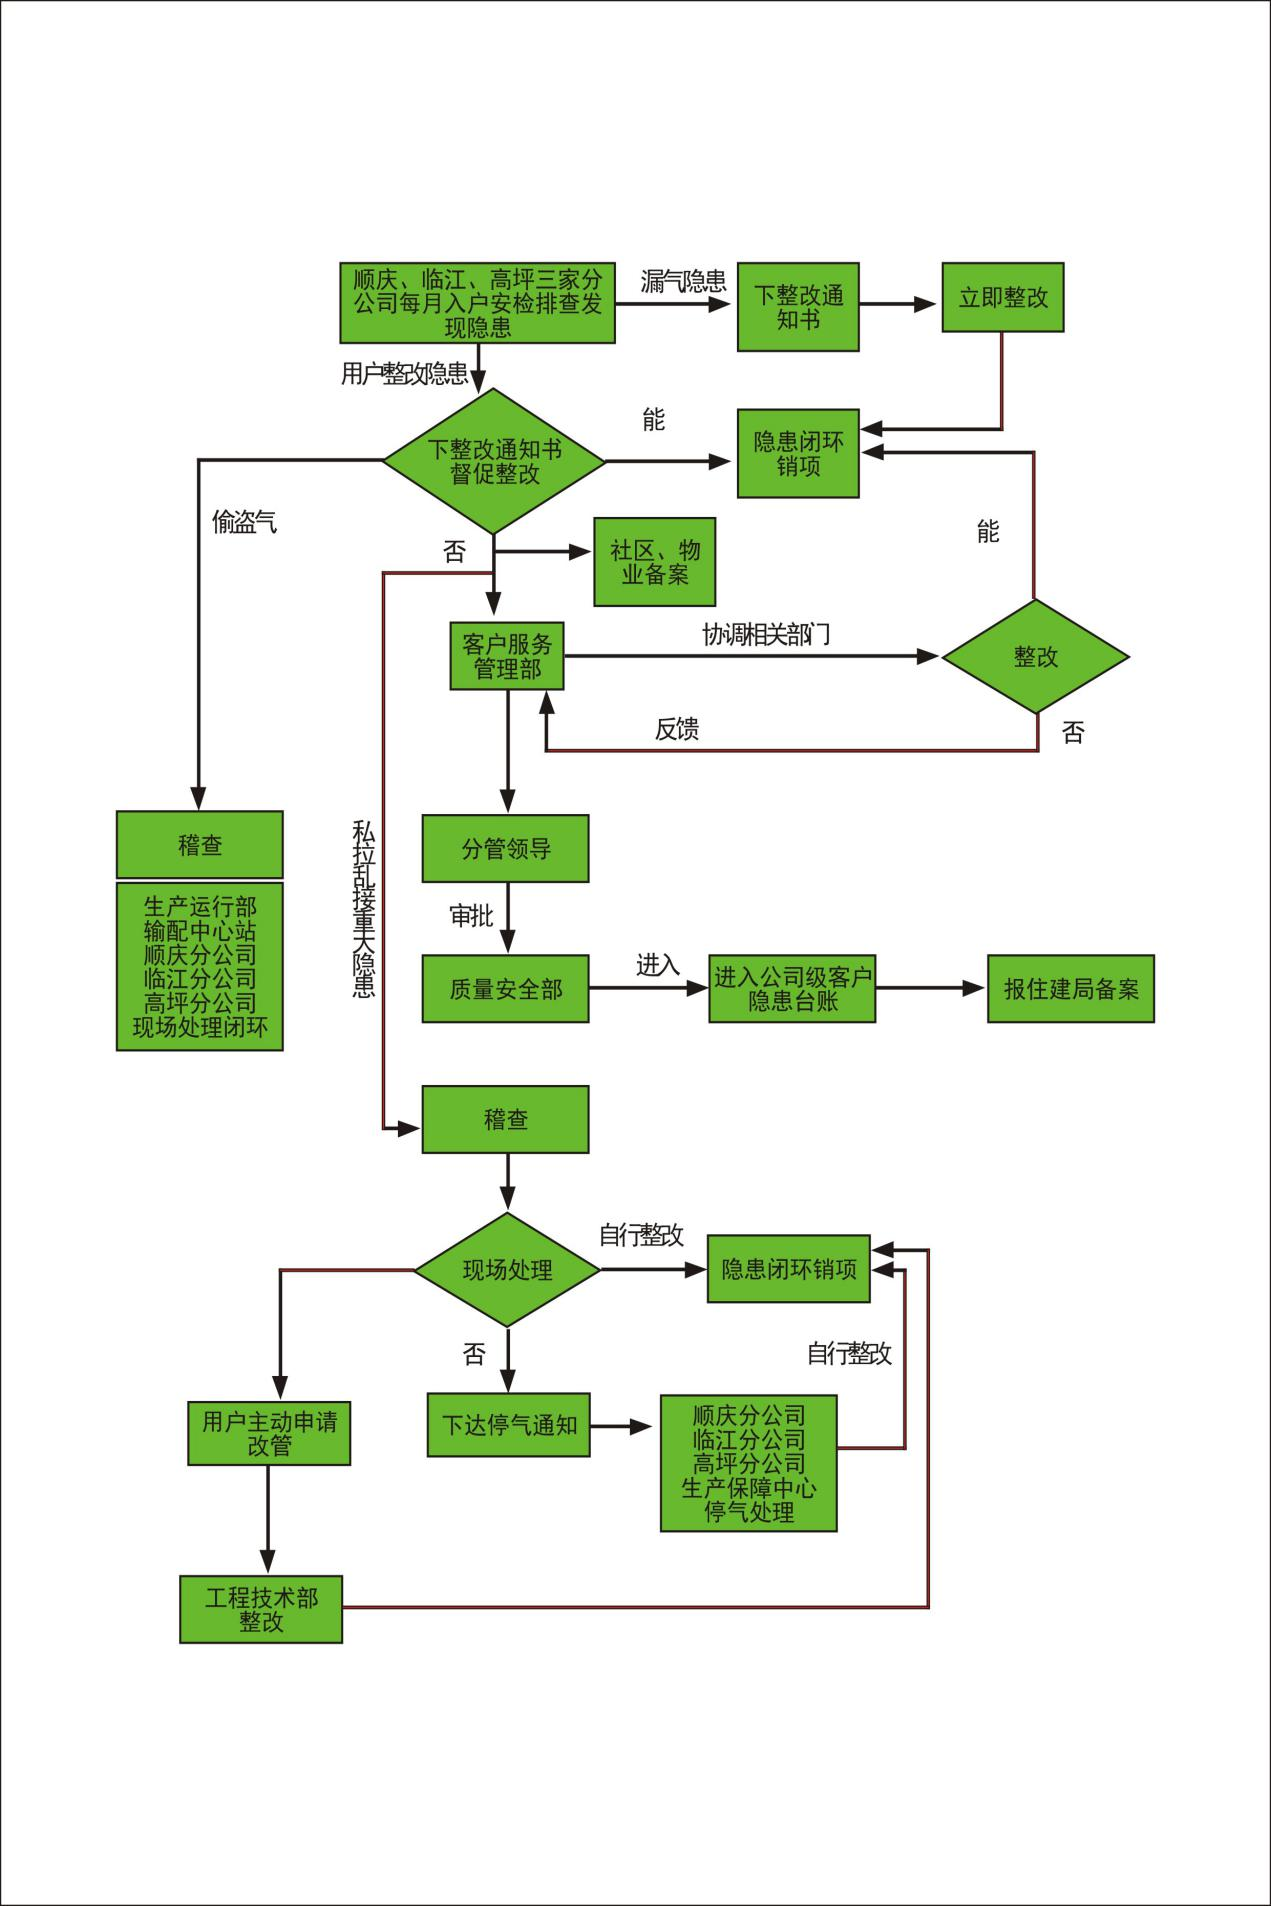 顺庆、临江、高坪三家分
公司每月入户安检排查发
现隐患
漏气隐患
下整改通
知书
立即整改
用户整改隐患
下整改通知书
督促整改
能
隐患闭环
销项
偷盗气
否
社区、物
业备案
能
客户服务
管理部
协调相关部门
整改
反馈
否
稽查
生产运行部
输配中心站
顺庆分公司
临江分公司
高坪分公司
现场处理闭环
私拉乱接重大隐患
分管领导
审批
质量安全部
进入
进入公司级客户
隐患台账
报住建局备案
稽查
现场处理
自行整改
隐患闭环销项
否
自行整改
用户主动申请
改管
下达停气通知
顺庆分公司
临江分公司
高坪分公司
生产保障中心
停气处理
工程技术部
整改